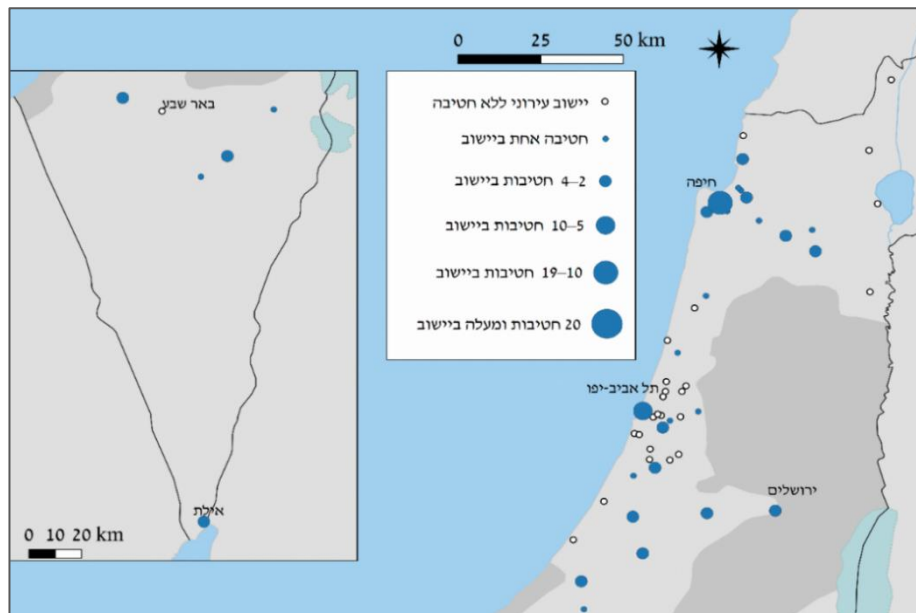 0 25 50 km
באר שבע
אילת
0 10 20 km
יישוב עירוני ללא חטיבה
חטיבה אחת ביישוב
2–4 חטיבות ביישוב
5–10 חטיבות ביישוב
10–19 חטיבות ביישוב
20 חטיבות ומעלה ביישוב
חיפה
תל אביב-יפו
ירושלים